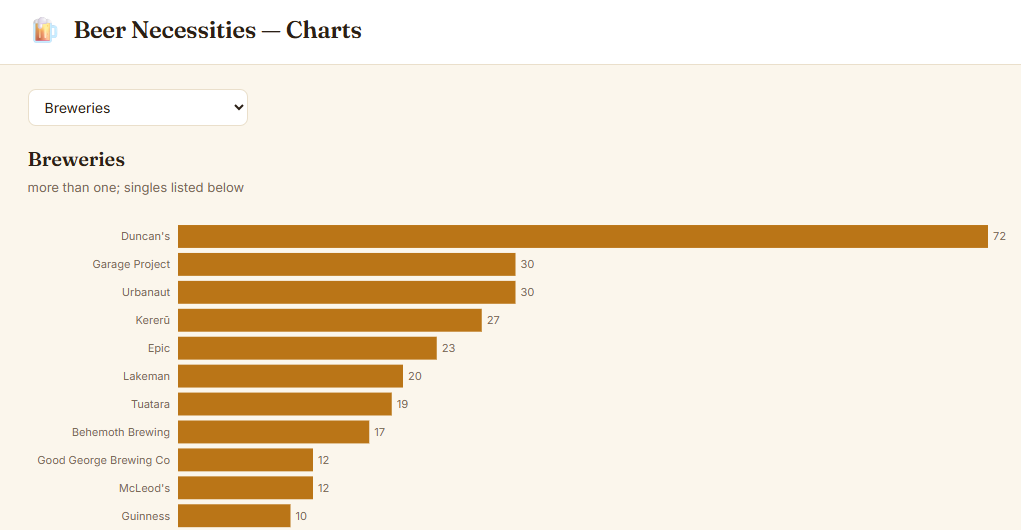 Beer Necessities — Charts
Breweries
Breweries
more than one; singles listed below
Duncan's 72
Garage Project 30
Urbanaut 30
Kererū 27
Epic 23
Lakeman 20
Tuatara 19
Behemoth Brewing 17
Good George Brewing Co 12
McLeod's 12
Guinness 10